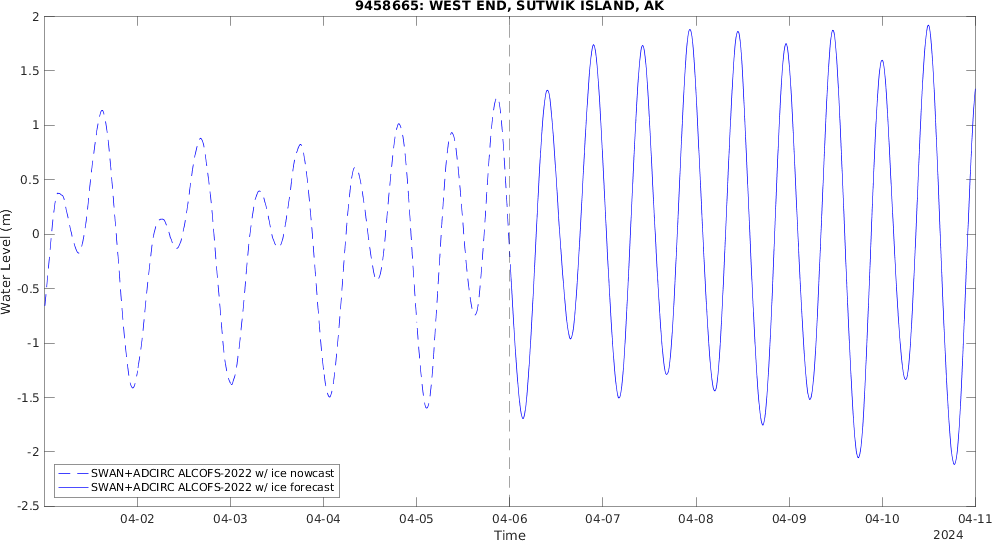 9458665: WEST END, SUTWIK ISLAND, AK
Water Level (m)
2
1.5
1
0.5
0
-0.5
-1
-1.5
-2
-2.5
SWAN+ADCIRC ALCOFS-2022 w/ ice nowcast
SWAN+ADCIRC ALCOFS-2022 w/ ice forecast
04-02 04-03 04-04 04-05 04-06 04-07 04-08 04-09 04-10 04-11
Time
2024